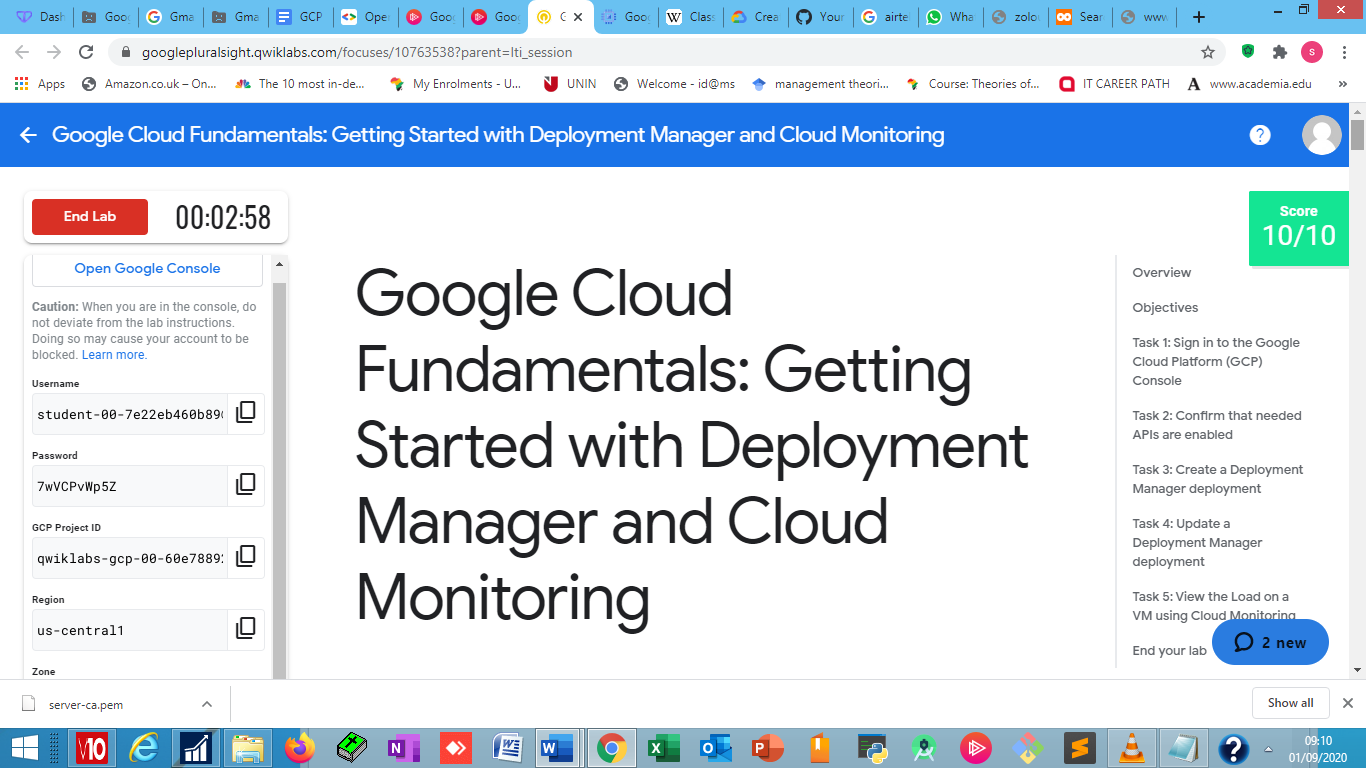 Dash
Goog
Gma
Gma
GCP
Ope
Goo
Goo
G
Goo
Class
Crea
Your
airte
Wha
zolo
Sear
www
googlepluralsight.qwiklabs.com/focuses/10763538?parent=lti_session
S
Apps
Amazon.co.uk – On...
The 10 most in-de...
My Enrolments - U...
UNIN
Welcome - id@ms
management theori...
Course: Theories of...
IT CAREER PATH
www.academia.edu
Google Cloud Fundamentals: Getting Started with Deployment Manager and Cloud Monitoring
End Lab
00:02:58
Score
10/10
Open Google Console
Caution: When you are in the console, do
not deviate from the lab instructions.
Doing so may cause your account to be
blocked. Learn more.
Username
student-00-7e22eb460b89
Password
7wVCPvWp5Z
GCP Project ID
qwiklabs-gcp-00-60e7889
Region
us-central1
Zone
Google Cloud
Fundamentals: Getting
Started with Deployment
Manager and Cloud
Monitoring
Overview
Objectives
Task 1: Sign in to the Google
Cloud Platform (GCP)
Console
Task 2: Confirm that needed
APIs are enabled
Task 3: Create a Deployment
Manager deployment
Task 4: Update a
Deployment Manager
deployment
Task 5: View the Load on a
VM using Cloud Monitoring
End your lab
2 new
server-ca.pem
Show all
09:10
01/09/2020